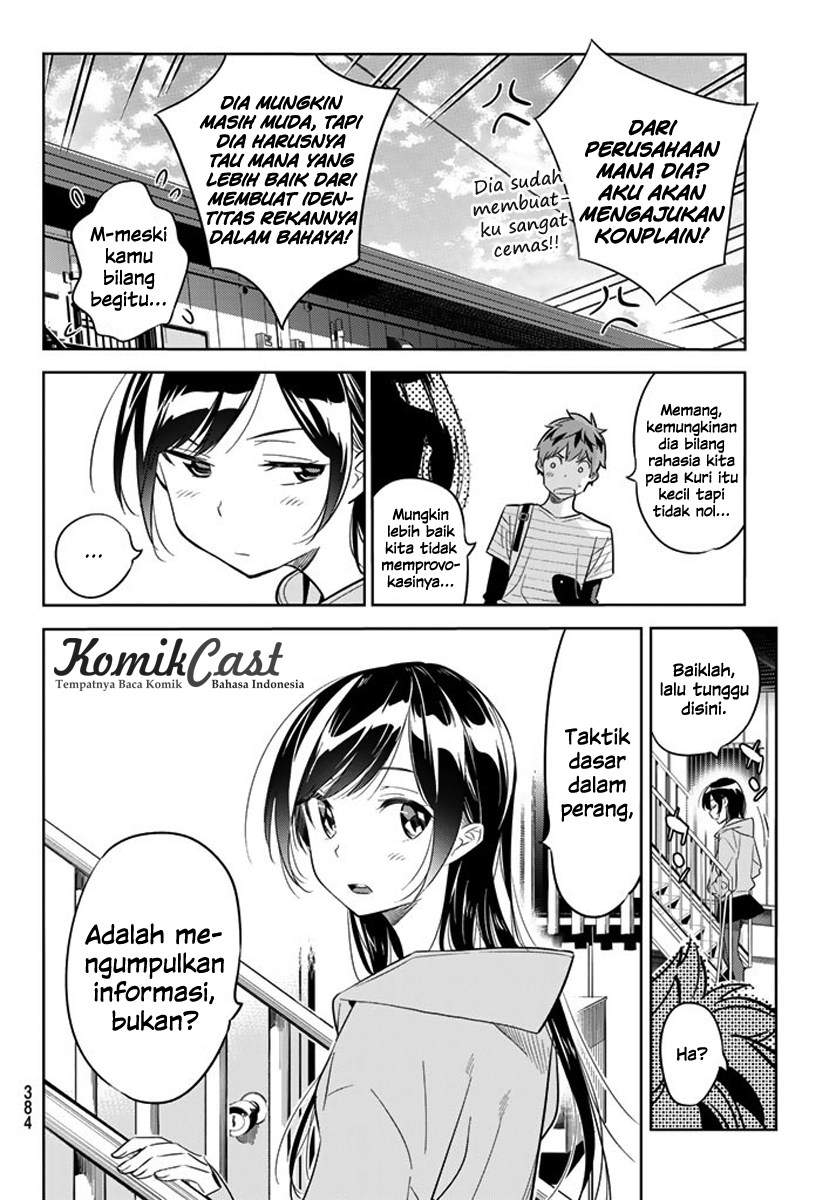 DARI
PERUSAHAAN
MANA DIA?
AKU AKAN
MENGAJUKAN
KONPLAIN!
Dia sudah
membuat-
ku sangat
cemas!!
DIA MUNGKIN
MASIH MUDA, TAPI
DIA HARUSNYA
TAU MANA YANG
LEBIH BAIK DARI
MEMBUAT IDEN-
TITAS REKANNYA
DALAM BAHAYA!
M-meski
kamu
bilang
begitu...
Memang,
kemungkinan
dia bilang
rahasia kita
pada Kuri itu
kecil tapi
tidak nol...
Mungkin
lebih baik
kita tidak
memprovo-
kasinya...
...
Baiklah,
lalu tunggu
disini.
Ha?
KomikCast
Tempatnya Baca Komik Bahasa Indonesia
Taktik
dasar
dalam
perang,
Adalah me-
ngumpulkan
informasi,
bukan?
384